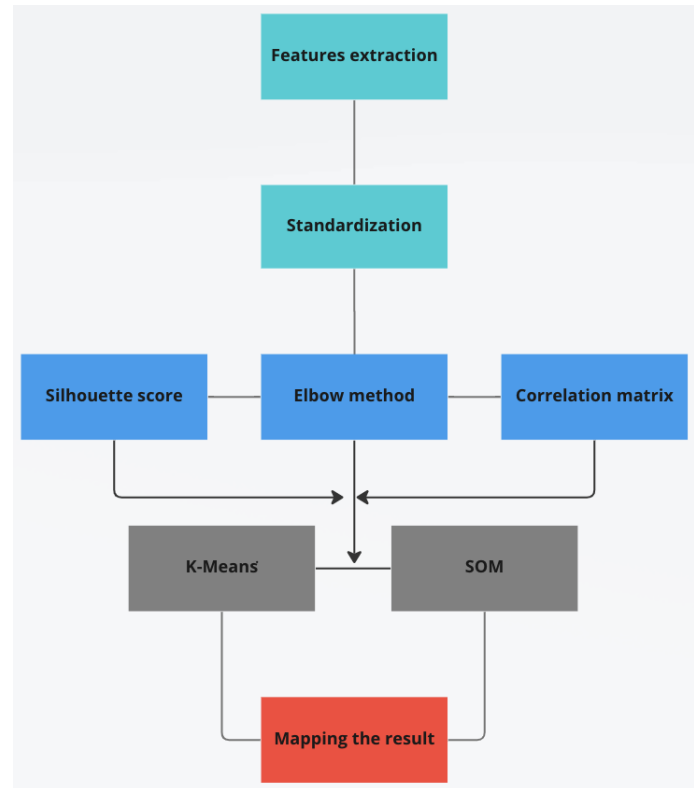 Features extraction
Standardization
Silhouette score
Elbow method
Correlation matrix
K-Means
SOM
Mapping the result